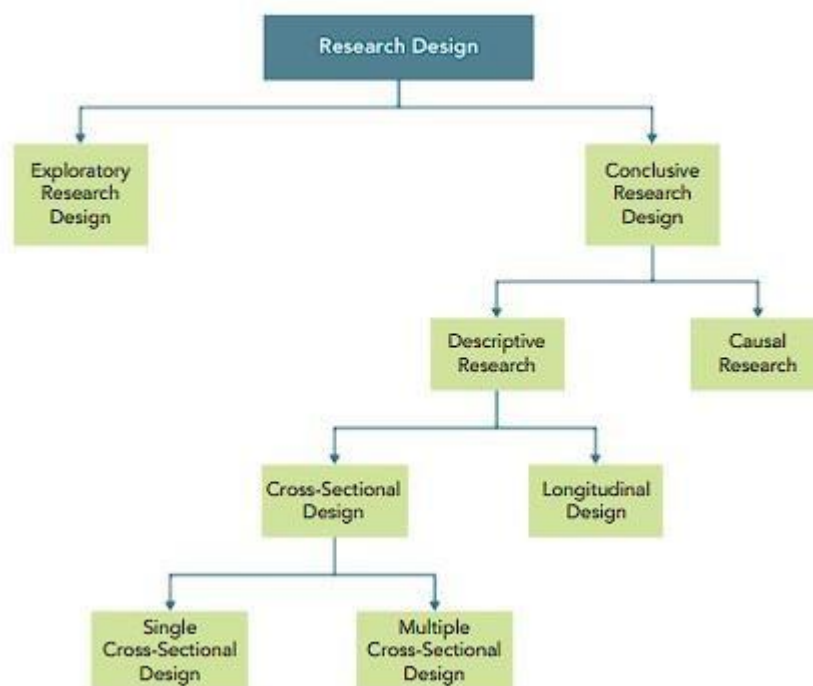 Research Design
Exploratory
Research
Design
Conclusive
Research
Design
Descriptive
Research
Causal
Research
Cross-Sectional
Design
Longitudinal
Design
Single
Cross-Sectional
Design
Multiple
Cross-Sectional
Design